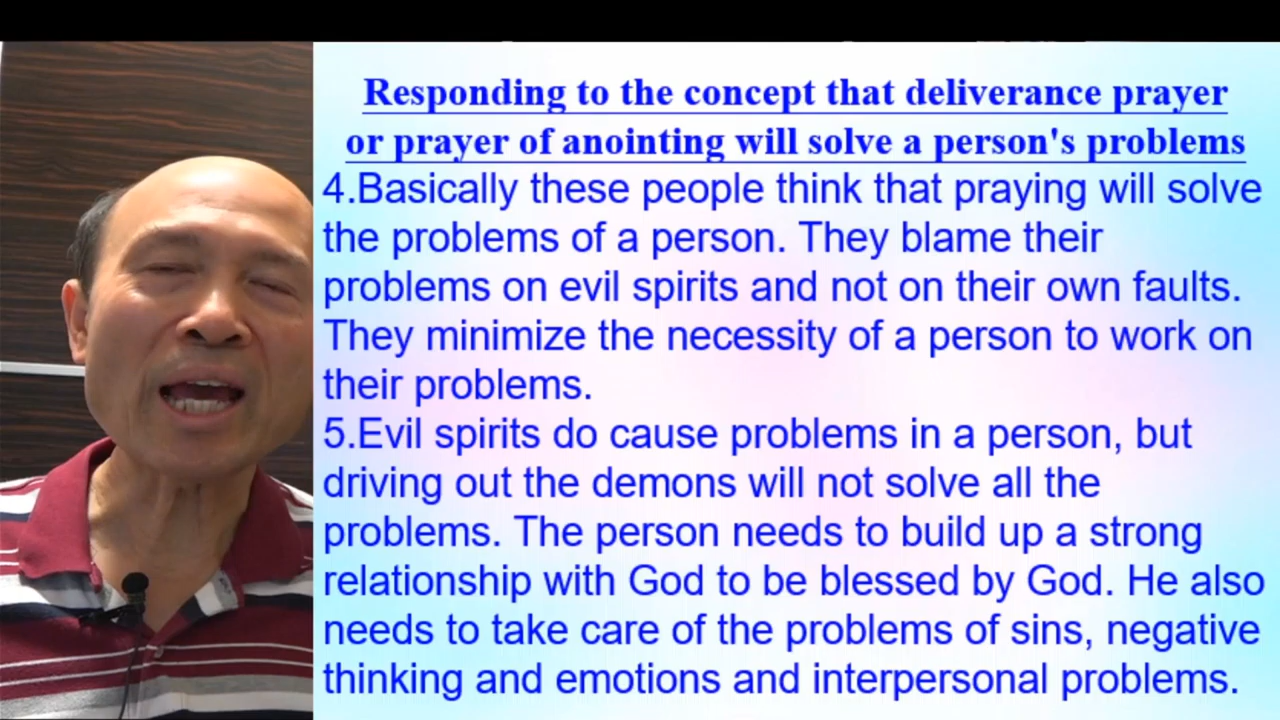 Responding to the concept that deliverance prayer
or prayer of anointing will solve a person's problems
4.Basically these people think that praying will solve
the problems of a person. They blame their
problems on evil spirits and not on their own faults.
They minimize the necessity of a person to work on
their problems.
5.Evil spirits do cause problems in a person, but
driving out the demons will not solve all the
problems. The person needs to build up a strong
relationship with God to be blessed by God. He also
needs to take care of the problems of sins, negative
thinking and emotions and interpersonal problems.